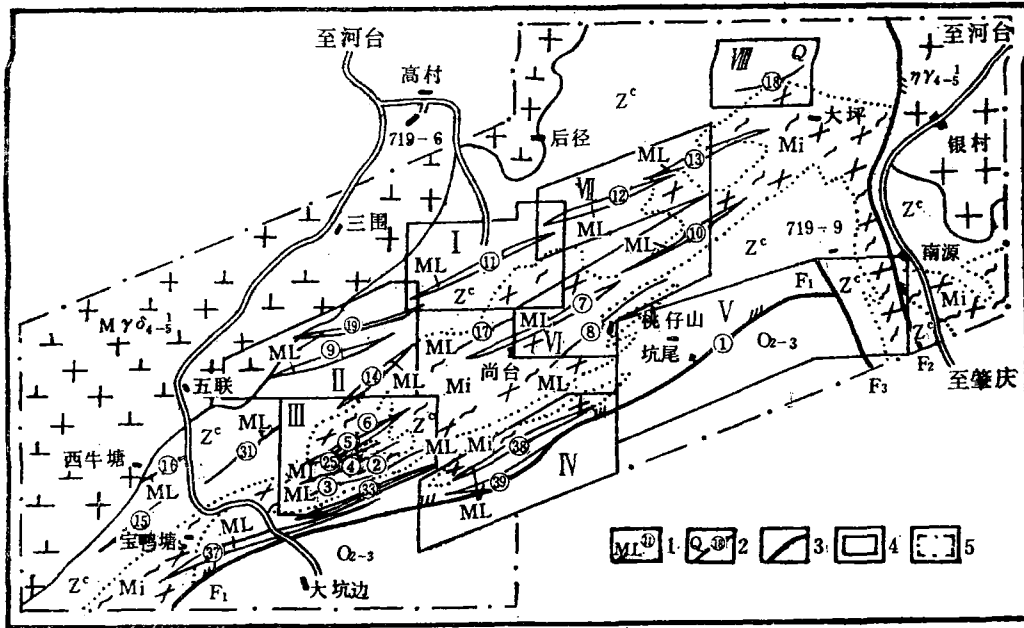 至河台
高村
719-6
后径
Ⅷ Q
⑱
Zᶜ
大坪
Mi
至河台
ηγ₄₋₅¹
银村
ML
⑬
Ⅶ
⑫
ML
ML
⑩
Zᶜ
719-9
Zᶜ
南源
三围
Ⅰ
ML
⑪
Zᶜ
F₁
Zᶜ
Mi
Zᶜ
F₂
至肇庆
Mγδ₄₋₅¹
⑲
ML
⑨
ML
⑰
ML
⑦
⑧
Ⅵ
桃仔山
坑尾
Ⅴ
①
O₂₋₃
F₃
五联
Ⅱ
⑭
ML
Mi
尚台
Zᶜ
ML
㉛
Ⅲ
⑥
Zᶜ
⑤
㉕
④
②
ML
ML
③
㉝
ML
Mi
㊳
Ⅳ
㊴
ML
西牛塘
⑯
ML
⑮
宝鸭塘
ML
㊲
Zᶜ
Mi
F₁
O₂₋₃
大坑边
ML 1
Q ⑱ 2
3
4
5